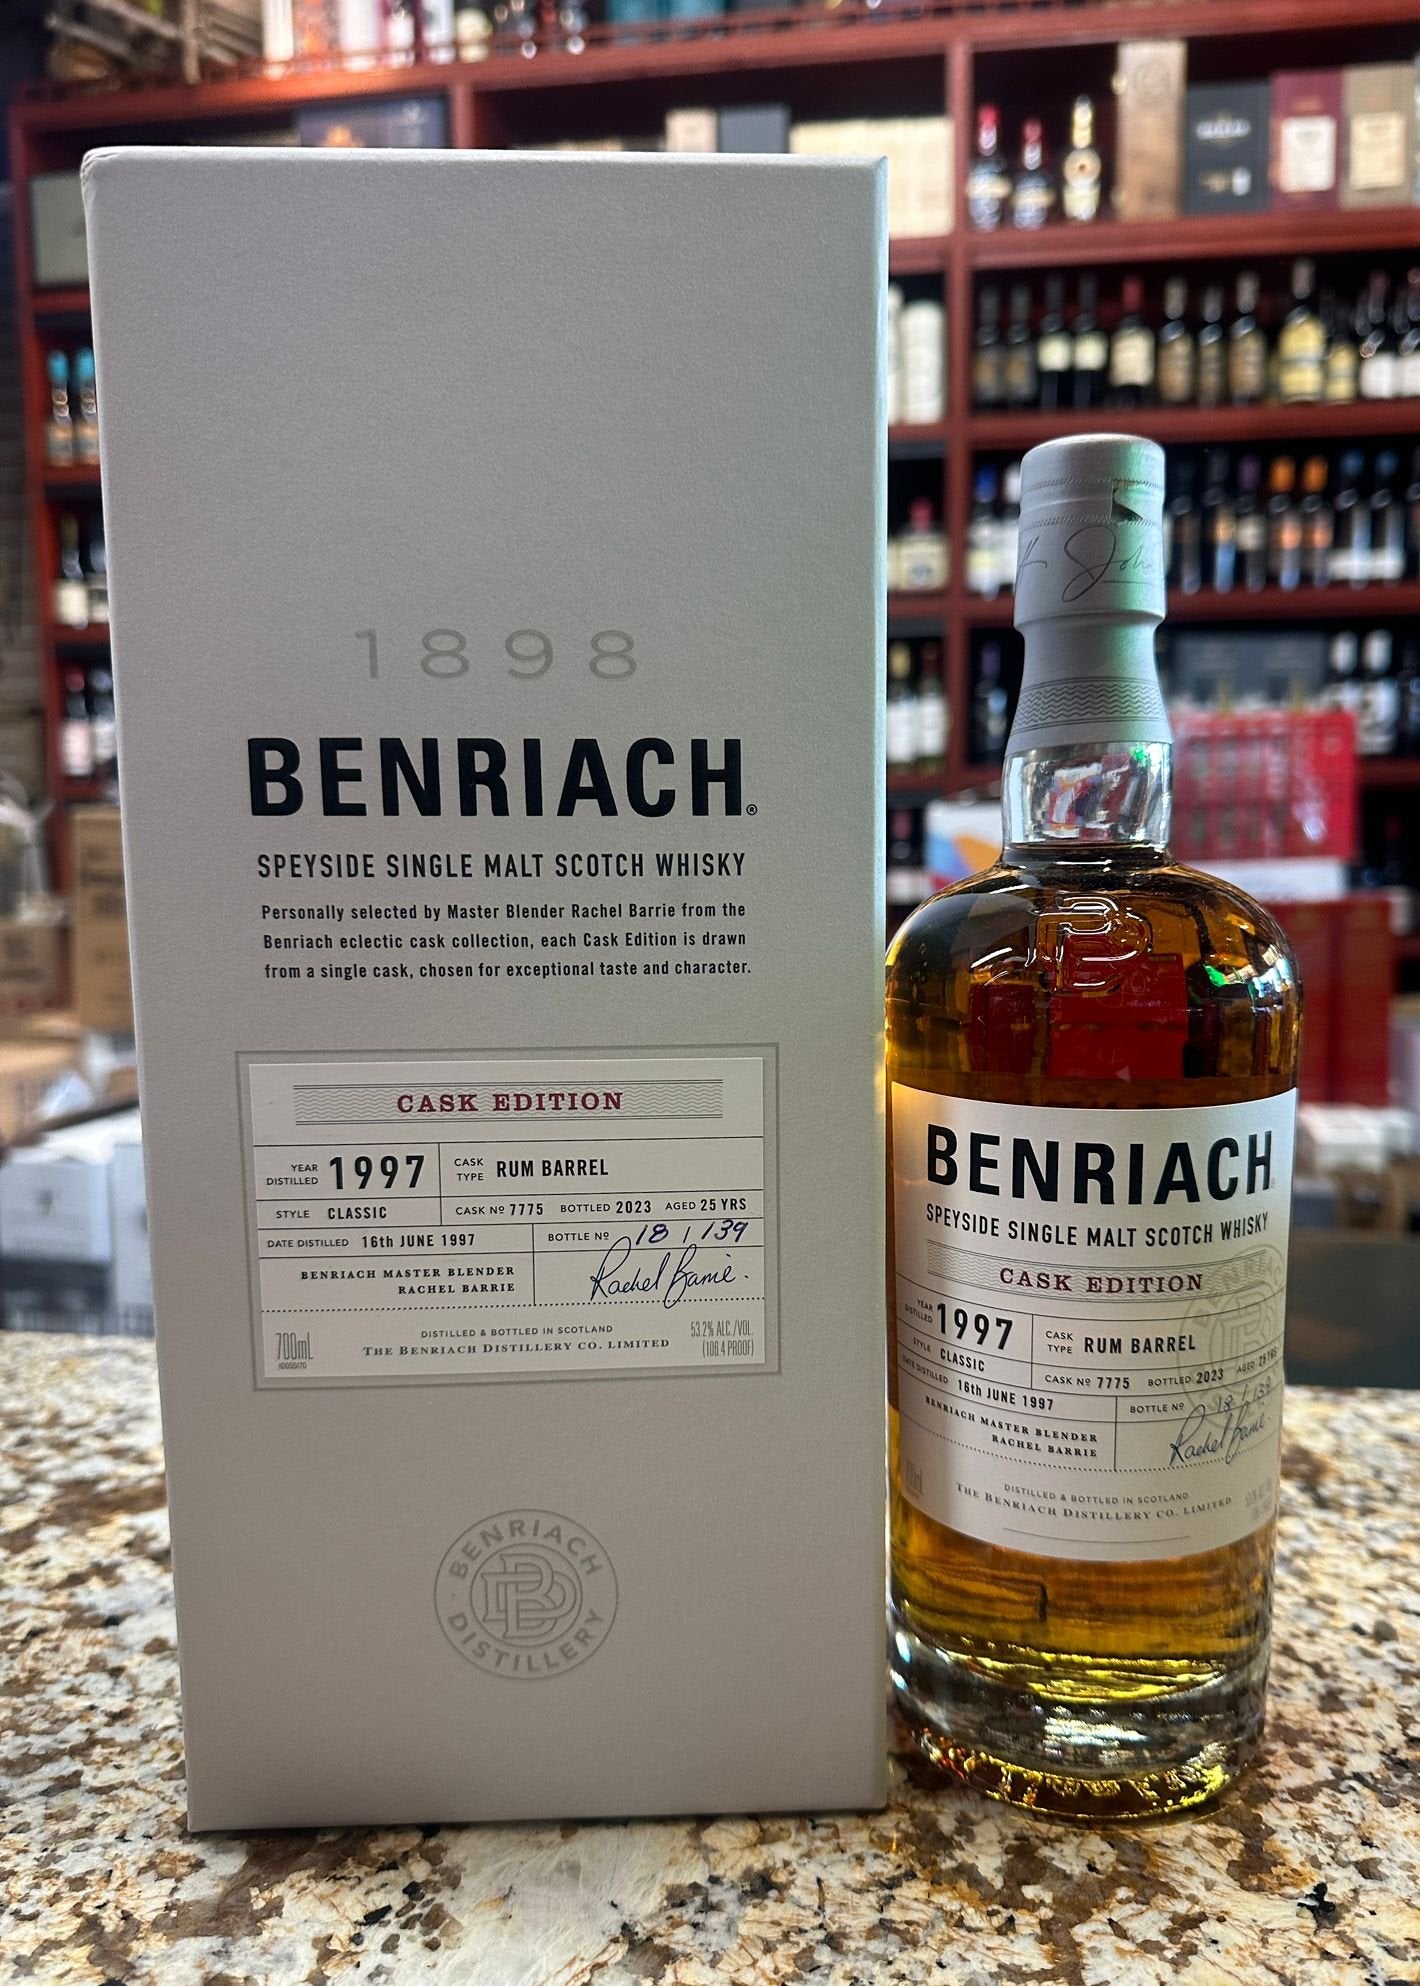 1898
BENRIACH®
SPEYSIDE SINGLE MALT SCOTCH WHISKY
Personally selected by Master Blender Rachel Barrie from the
Benriach eclectic cask collection, each Cask Edition is drawn
from a single cask, chosen for exceptional taste and character.
CASK EDITION
YEAR DISTILLED 1997 CASK TYPE RUM BARREL
STYLE CLASSIC CASK Nº 7775 BOTTLED 2023 AGED 25 YRS
DATE DISTILLED 16th JUNE 1997 BOTTLE Nº 18 / 139
BENRIACH MASTER BLENDER
RACHEL BARRIE Rachel Barrie.
700mL DISTILLED & BOTTLED IN SCOTLAND 53.2% ALC./VOL.
THE BENRIACH DISTILLERY CO. LIMITED (106.4 PROOF)
BENRIACH DISTILLERY
BENRIACH
SPEYSIDE SINGLE MALT SCOTCH WHISKY
CASK EDITION
YEAR DISTILLED 1997 CASK TYPE RUM BARREL
STYLE CLASSIC CASK Nº 7775 BOTTLED 2023 AGED 25 YRS
DATE DISTILLED 16th JUNE 1997 BOTTLE Nº 18 / 139
BENRIACH MASTER BLENDER
RACHEL BARRIE Rachel Barrie.
700mL DISTILLED & BOTTLED IN SCOTLAND
THE BENRIACH DISTILLERY CO. LIMITED